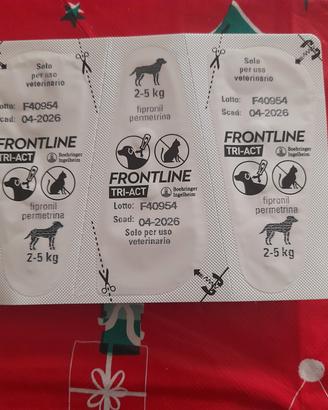 Solo
per uso
veterinario
Lotto: F40954
Scad: 04-2026
FRONTLINE
TRI-ACT
Boehringer
Ingelheim
fipronil
permetrina
2-5 kg
2-5 kg
fipronil
permetrina
FRONTLINE
TRI-ACT
Boehringer
Ingelheim
Lotto: F40954
Scad: 04-2026
Solo per uso
veterinario
Solo
per uso
veterinario
Lotto: F40954
Scad: 04-2026
FRONTLINE
TRI-ACT
Boehringer
Ingelheim
fipronil
permetrina
2-5 kg